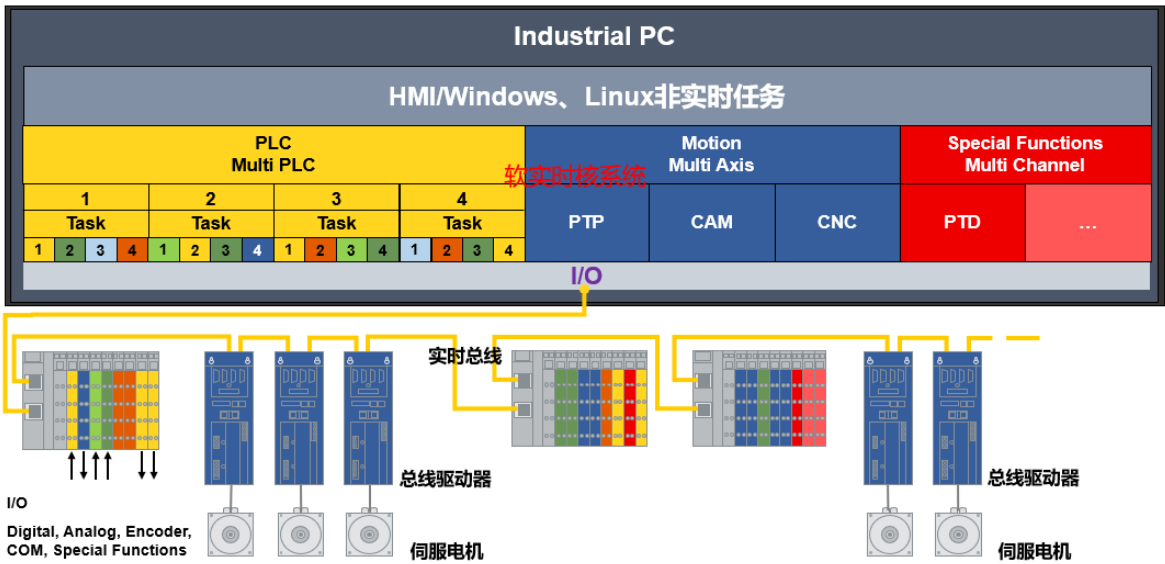 Industrial PC
HMI/Windows、Linux非实时任务
PLC
Multi PLC
Motion
Multi Axis
Special Functions
Multi Channel
软实时核系统
1
2
3
4
Task
Task
Task
Task
PTP
CAM
CNC
PTD
...
1 2 3 4 1 2 3 4 1 2 3 4 1 2 3 4
I/O
实时总线
总线驱动器
总线驱动器
I/O
Digital, Analog, Encoder,
COM, Special Functions
伺服电机
伺服电机